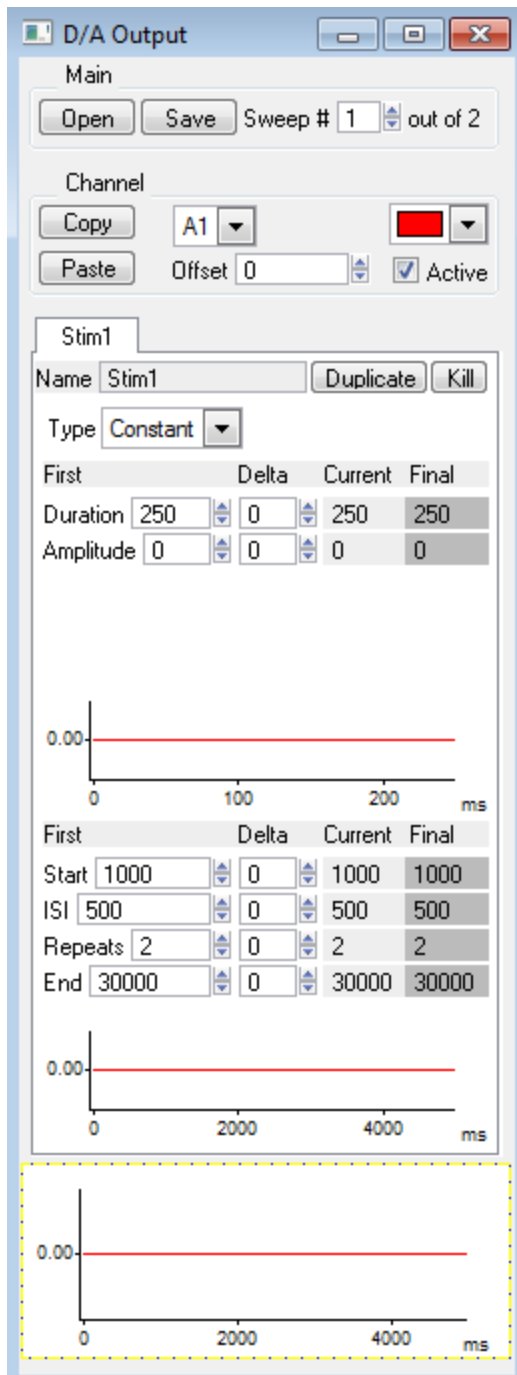 D/A Output
Main
Open Save Sweep # 1 out of 2
Channel
Copy A1
Paste Offset 0 Active
Stim1
Name Stim1 Duplicate Kill
Type Constant
First Delta Current Final
Duration 250 0 250 250
Amplitude 0 0 0 0
0.00
0 100 200 ms
First Delta Current Final
Start 1000 0 1000 1000
ISI 500 0 500 500
Repeats 2 0 2 2
End 30000 0 30000 30000
0.00
0 2000 4000 ms
0.00
0 2000 4000 ms